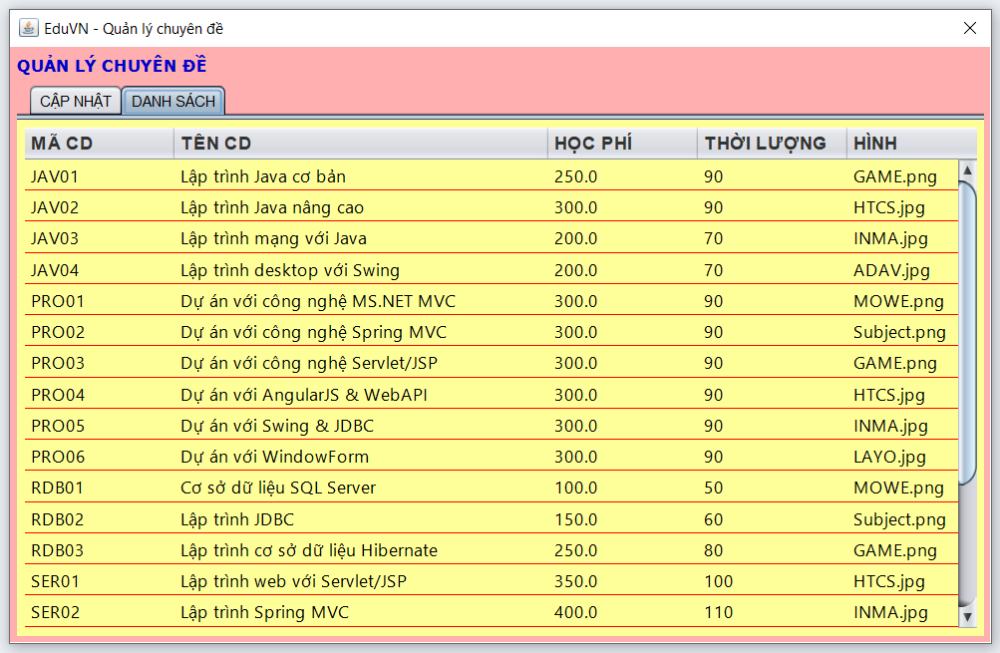 EduVN - Quản lý chuyên đề
QUẢN LÝ CHUYÊN ĐỀ
CẬP NHẬT DANH SÁCH
MÃ CD TÊN CD HỌC PHÍ THỜI LƯỢNG HÌNH
JAV01 Lập trình Java cơ bản 250.0 90 GAME.png
JAV02 Lập trình Java nâng cao 300.0 90 HTCS.jpg
JAV03 Lập trình mạng với Java 200.0 70 INMA.jpg
JAV04 Lập trình desktop với Swing 200.0 70 ADAV.jpg
PRO01 Dự án với công nghệ MS.NET MVC 300.0 90 MOWE.png
PRO02 Dự án với công nghệ Spring MVC 300.0 90 Subject.png
PRO03 Dự án với công nghệ Servlet/JSP 300.0 90 GAME.png
PRO04 Dự án với AngularJS & WebAPI 300.0 90 HTCS.jpg
PRO05 Dự án với Swing & JDBC 300.0 90 INMA.jpg
PRO06 Dự án với WindowForm 300.0 90 LAYO.jpg
RDB01 Cơ sở dữ liệu SQL Server 100.0 50 MOWE.png
RDB02 Lập trình JDBC 150.0 60 Subject.png
RDB03 Lập trình cơ sở dữ liệu Hibernate 250.0 80 GAME.png
SER01 Lập trình web với Servlet/JSP 350.0 100 HTCS.jpg
SER02 Lập trình Spring MVC 400.0 110 INMA.jpg